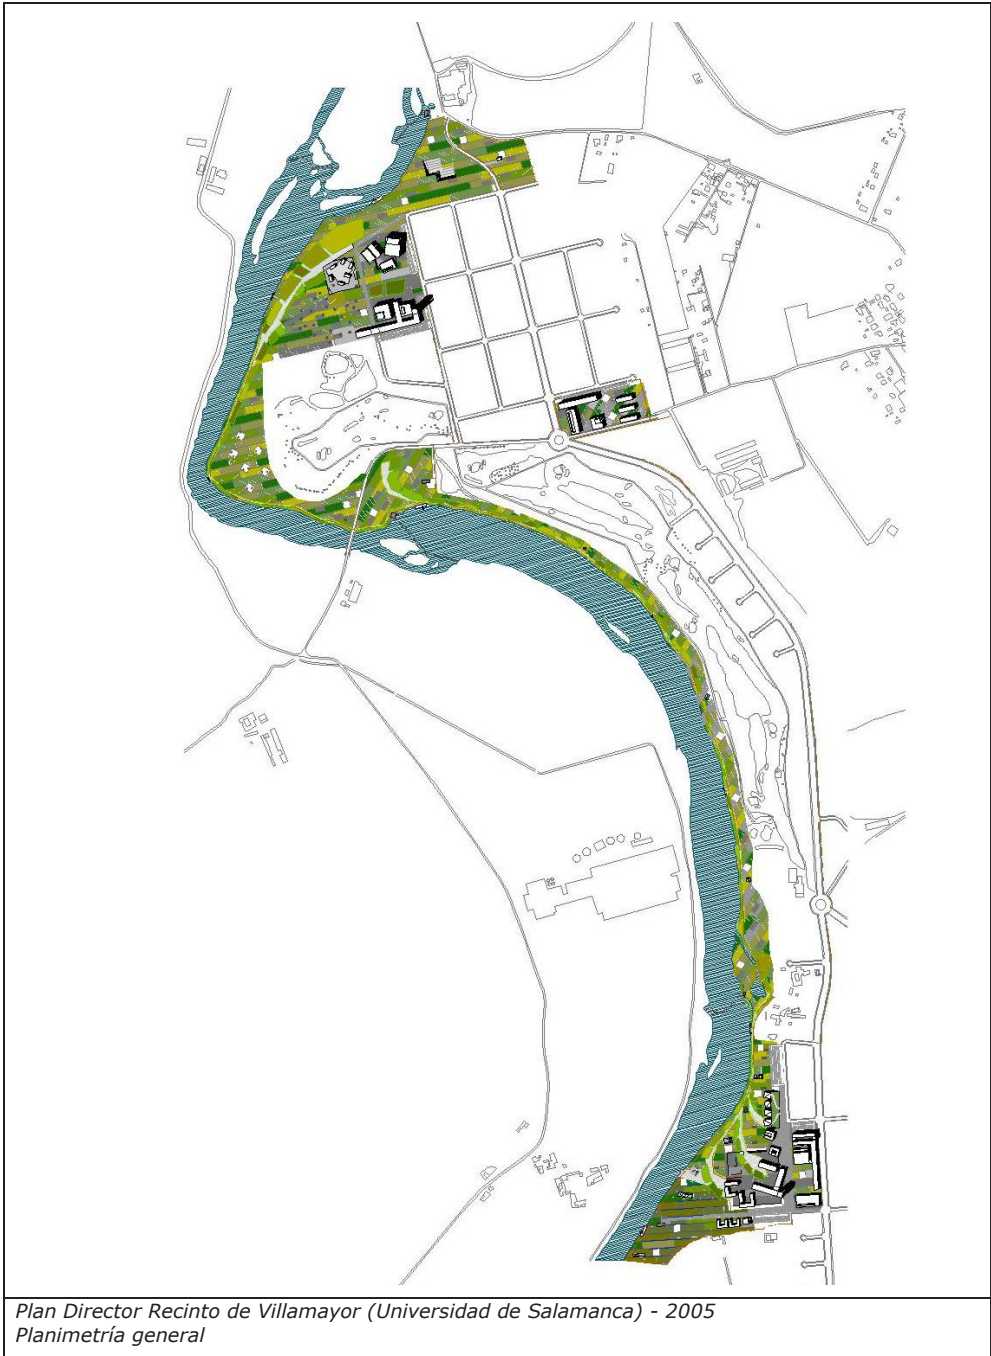 Plan Director Recinto de Villamayor (Universidad de Salamanca) - 2005
Planimetría general